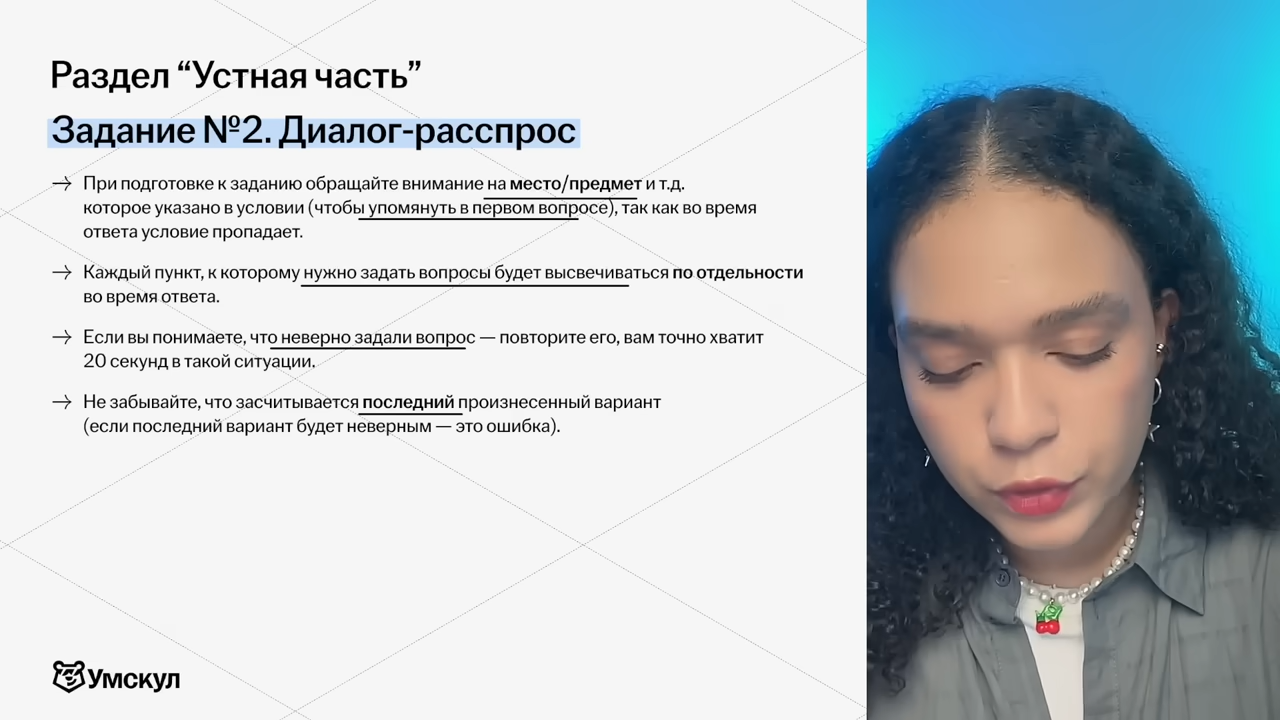 Раздел “Устная часть”
Задание №2. Диалог-расспрос
→ При подготовке к заданию обращайте внимание на место/предмет и т.д.
которое указано в условии (чтобы упомянуть в первом вопросе), так как во время
ответа условие пропадает.
→ Каждый пункт, к которому нужно задать вопросы будет высвечиваться по отдельности
во время ответа.
→ Если вы понимаете, что неверно задали вопрос — повторите его, вам точно хватит
20 секунд в такой ситуации.
→ Не забывайте, что засчитывается последний произнесенный вариант
(если последний вариант будет неверным — это ошибка).
Умскул